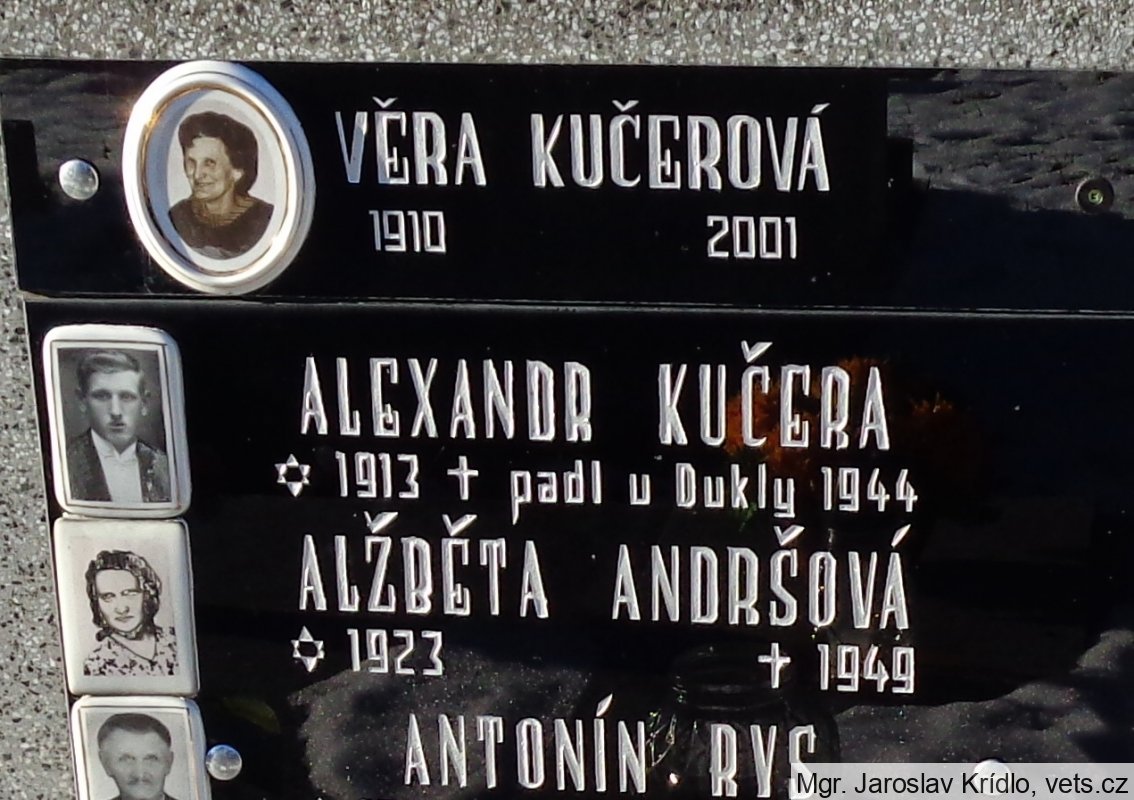 VĚRA KUČEROVÁ
1910 2001
ALEXANDR KUČERA
✡ 1913 ✝ padl u Dukly 1944
ALŽBĚTA ANDRŠOVÁ
✡ 1923 ✝ 1949
ANTONÍN RYS
Mgr. Jaroslav Krídlo, vets.cz